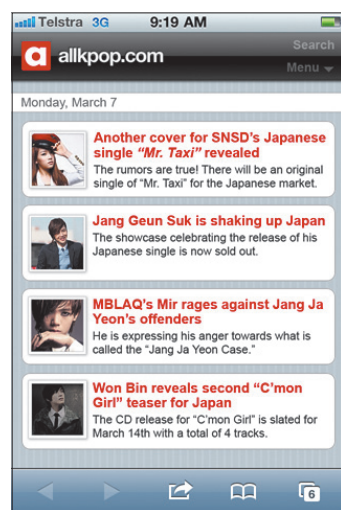 Telstra 3G 9:19 AM
a allkpop.com
Search
Menu
Monday, March 7
Another cover for SNSD's Japanese
single "Mr. Taxi" revealed
The rumors are true! There will be an original
single of "Mr. Taxi" for the Japanese market.
Jang Geun Suk is shaking up Japan
The showcase celebrating the release of his
Japanese single is now sold out.
MBLAQ's Mir rages against Jang Ja
Yeon's offenders
He is expressing his anger towards what is
called the "Jang Ja Yeon Case."
Won Bin reveals second "C'mon
Girl" teaser for Japan
The CD release for "C'mon Girl" is slated for
March 14th with a total of 4 tracks.
6